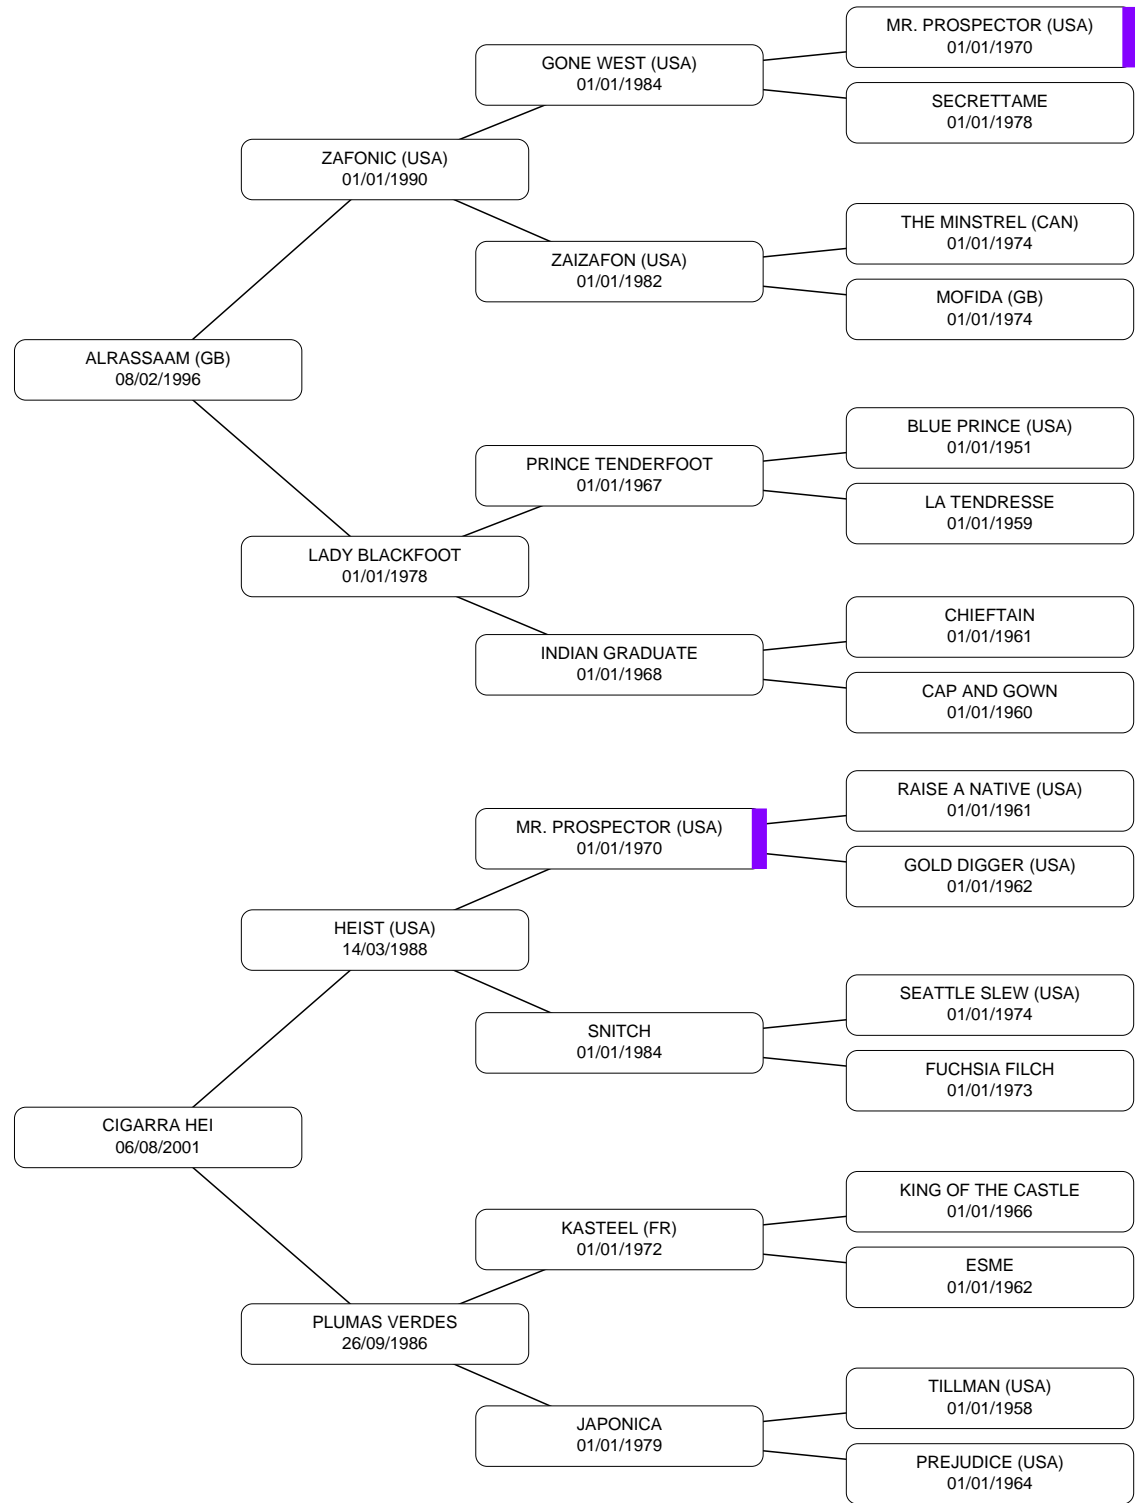 MR. PROSPECTOR (USA)
01/01/1970
GONE WEST (USA)
01/01/1984
SECRETTAME
01/01/1978
ZAFONIC (USA)
01/01/1990
THE MINSTREL (CAN)
01/01/1974
ZAIZAFON (USA)
01/01/1982
MOFIDA (GB)
01/01/1974
ALRASSAAM (GB)
08/02/1996
BLUE PRINCE (USA)
01/01/1951
PRINCE TENDERFOOT
01/01/1967
LA TENDRESSE
01/01/1959
LADY BLACKFOOT
01/01/1978
CHIEFTAIN
01/01/1961
INDIAN GRADUATE
01/01/1968
CAP AND GOWN
01/01/1960
RAISE A NATIVE (USA)
01/01/1961
MR. PROSPECTOR (USA)
01/01/1970
GOLD DIGGER (USA)
01/01/1962
HEIST (USA)
14/03/1988
SEATTLE SLEW (USA)
01/01/1974
SNITCH
01/01/1984
FUCHSIA FILCH
01/01/1973
CIGARRA HEI
06/08/2001
KING OF THE CASTLE
01/01/1966
KASTEEL (FR)
01/01/1972
ESME
01/01/1962
PLUMAS VERDES
26/09/1986
TILLMAN (USA)
01/01/1958
JAPONICA
01/01/1979
PREJUDICE (USA)
01/01/1964